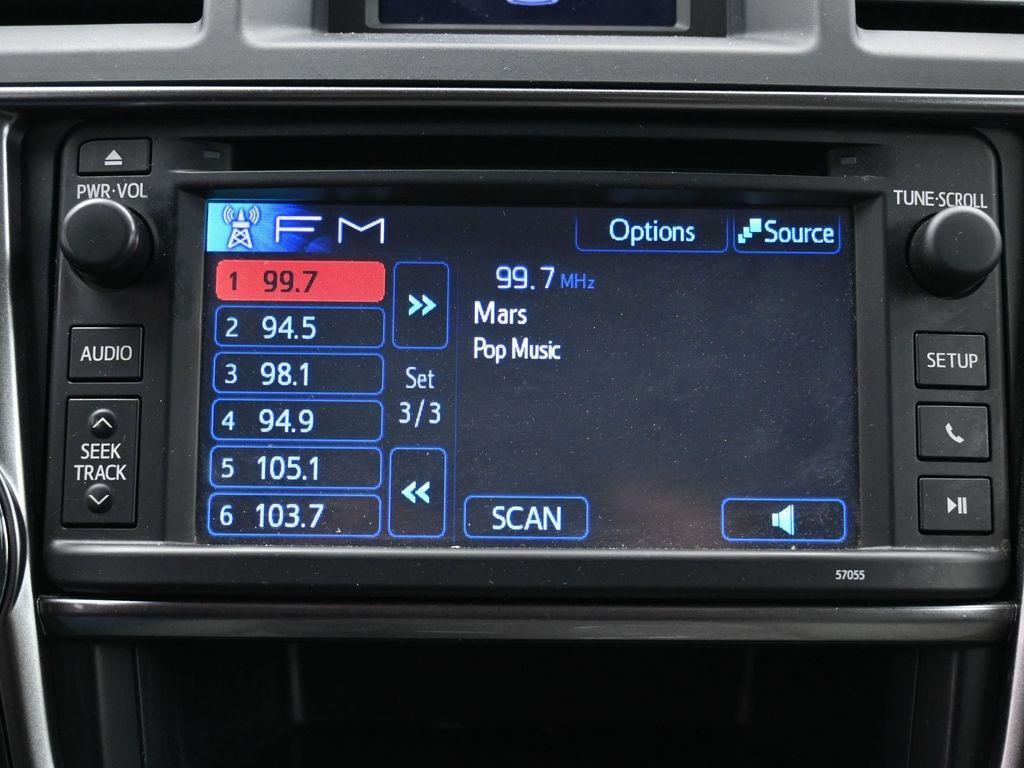 PWR·VOL
TUNE·SCROLL
FM
Options
Source
1 99.7
2 94.5
3 98.1
4 94.9
5 105.1
6 103.7
>>
Set
3/3
<<
99.7 MHz
Mars
Pop Music
SCAN
AUDIO
SEEK
TRACK
SETUP
57055